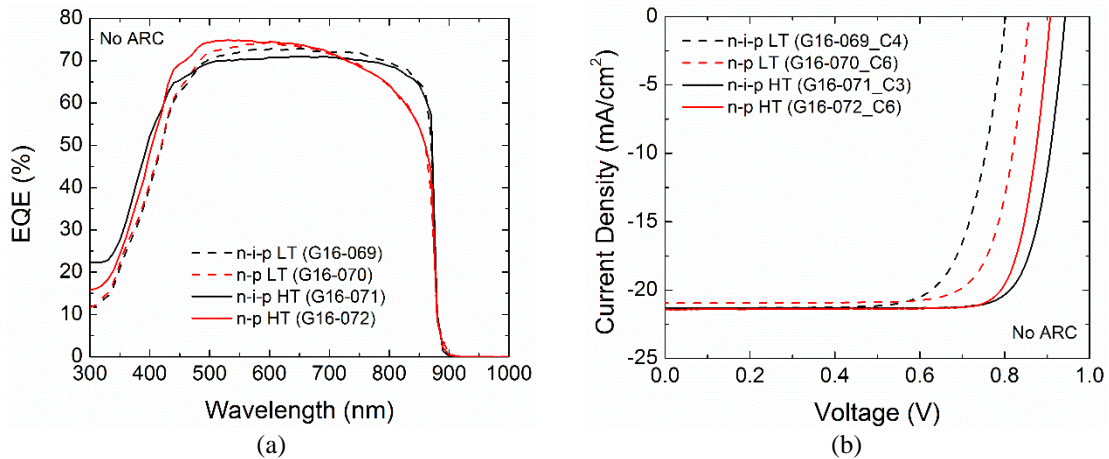 No ARC
EQE (%)
80
75
70
60
50
40
30
20
10
0
n-i-p LT (G16-069)
n-p LT (G16-070)
n-i-p HT (G16-071)
n-p HT (G16-072)
300 400 500 600 700 800 900 1000
Wavelength (nm)
(a)
Current Density (mA/cm²)
0
-5
-10
-15
-20
-25
n-i-p LT (G16-069_C4)
n-p LT (G16-070_C6)
n-i-p HT (G16-071_C3)
n-p HT (G16-072_C6)
No ARC
0.0 0.2 0.4 0.6 0.8 1.0
Voltage (V)
(b)